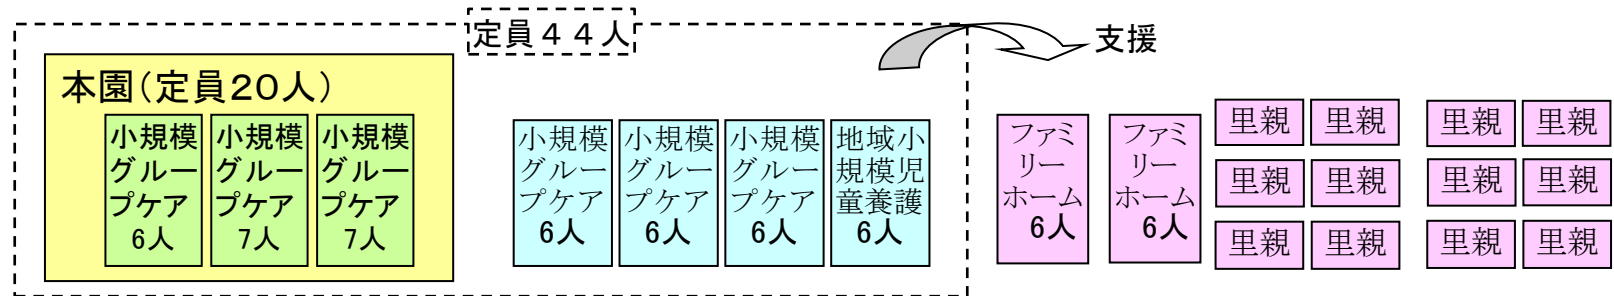 定員４４人
支援
本園（定員２０人）
小規模
グルー
プケア
6人
小規模
グルー
プケア
7人
小規模
グルー
プケア
7人
小規模
グルー
プケア
6人
小規模
グルー
プケア
6人
小規模
グルー
プケア
6人
地域小
規模児
童養護
6人
ファミ
リー
ホーム
6人
ファミ
リー
ホーム
6人
里親
里親
里親
里親
里親
里親
里親
里親
里親
里親
里親
里親